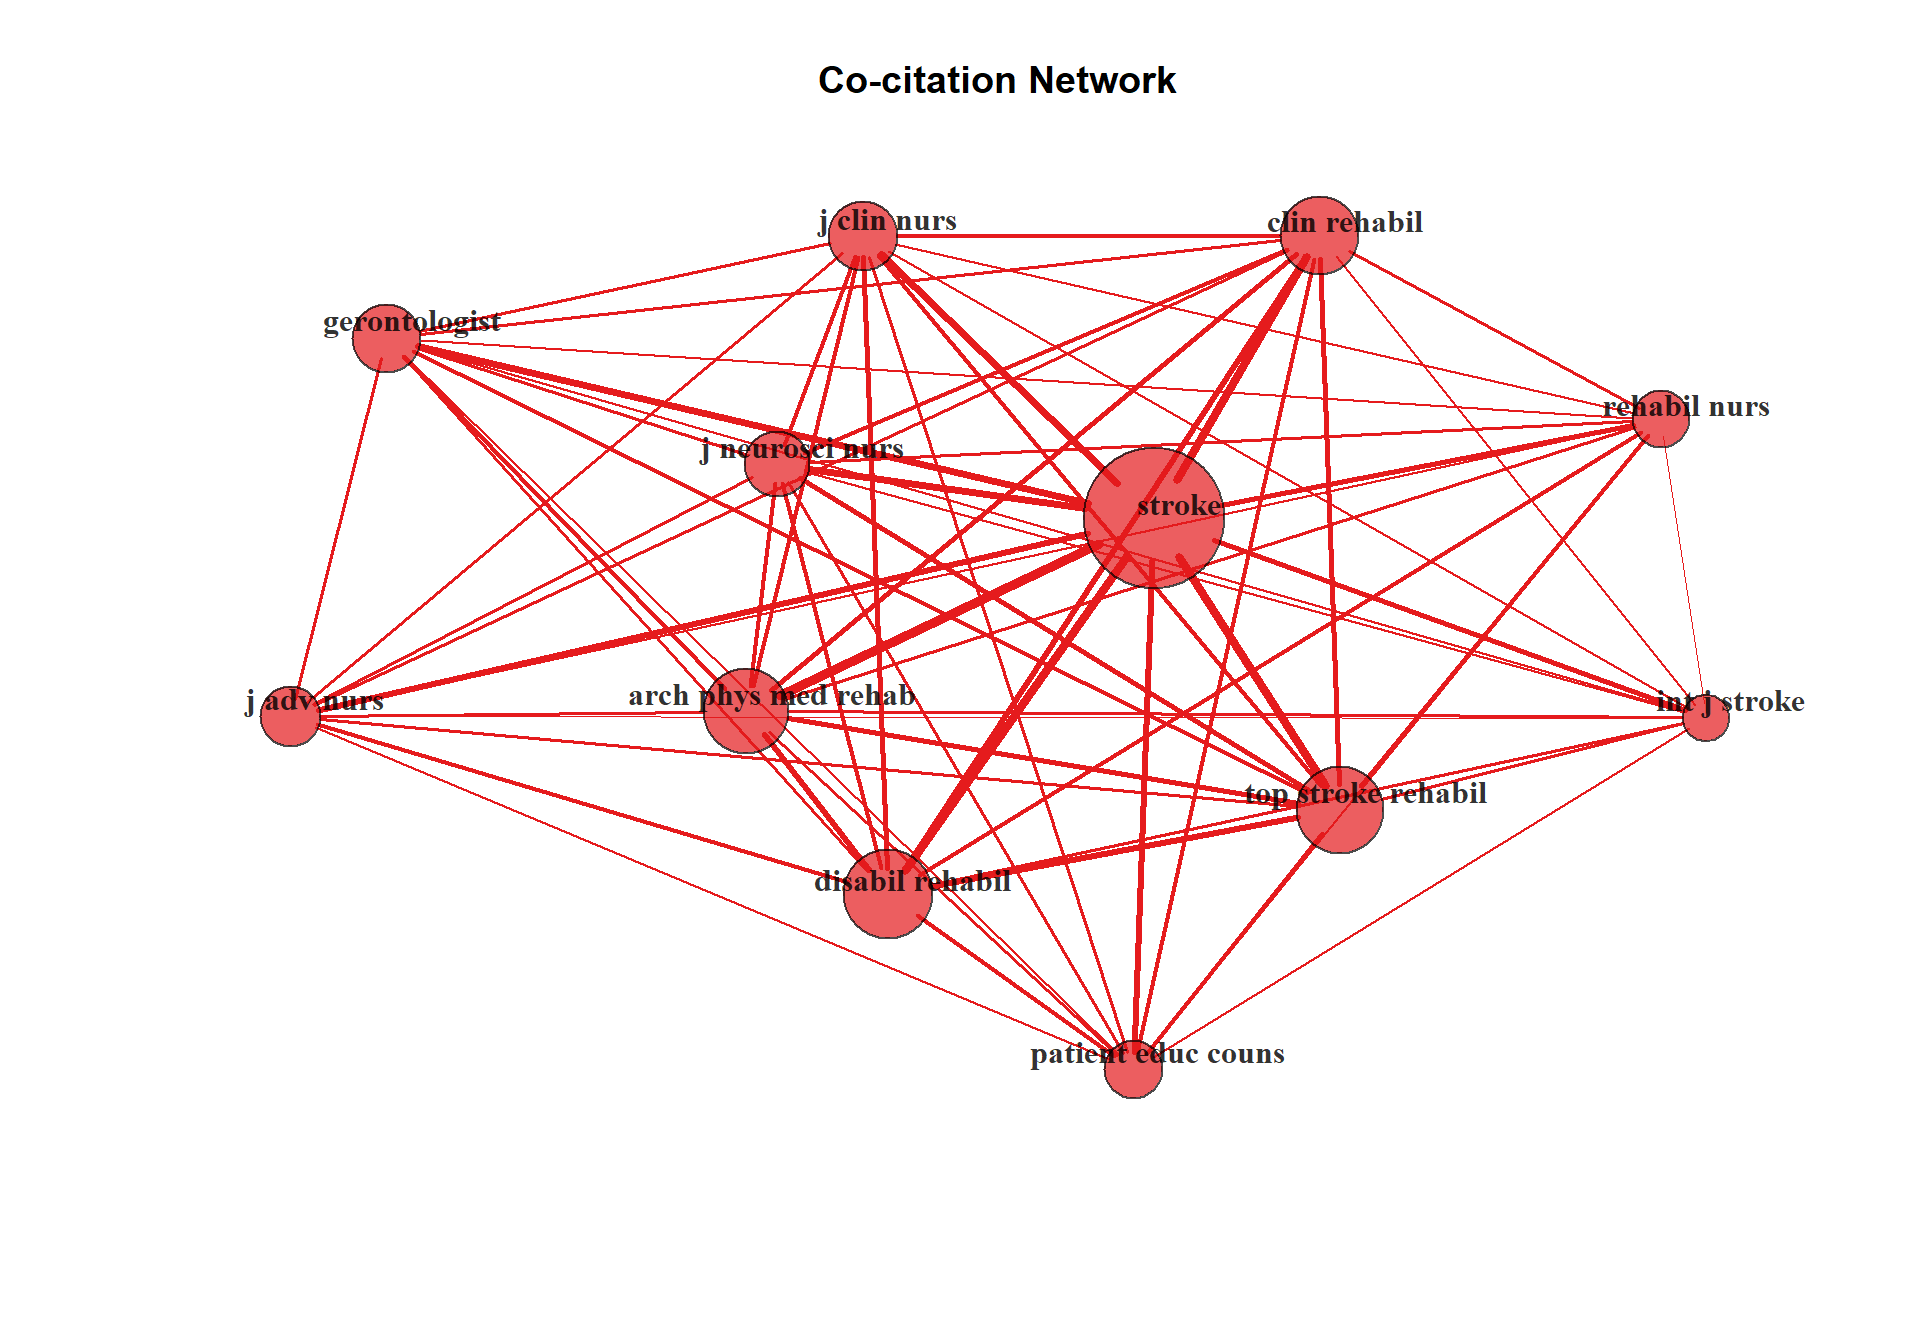 Co-citation Network
j clin nurs
clin rehabil
gerontologist
rehabil nurs
j neurosci nurs
stroke
j adv nurs
arch phys med rehab
int j stroke
top stroke rehabil
disabil rehabil
patient educ couns